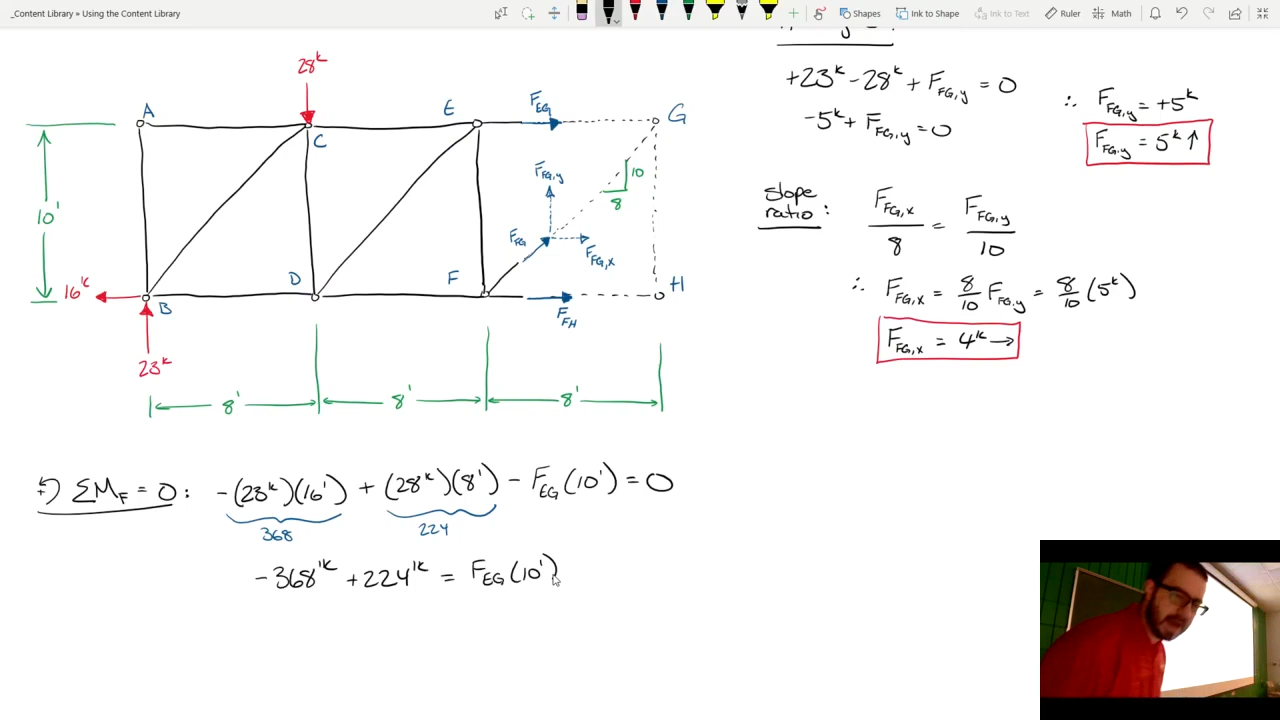 _Content Library » Using the Content Library
Shapes
Ink to Shape
Ink to Text
Ruler
Math
28ᵏ
A
C
E
F_EG
G
10
8
F_FG,y
F_FG
F_FG,x
10'
16ᵏ
B
D
F
F_FH
H
23ᵏ
8'
8'
8'
+23ᵏ - 28ᵏ + F_FG,y = 0
-5ᵏ + F_FG,y = 0
∴ F_FG,y = +5ᵏ
F_FG,y = 5ᵏ ↑
slope ratio: F_FG,x / 8 = F_FG,y / 10
∴ F_FG,x = 8/10 F_FG,y = 8/10 (5ᵏ)
F_FG,x = 4ᵏ →
↰ ΣM_F = 0: -(23ᵏ)(16') + (28ᵏ)(8') - F_EG(10') = 0
368
224
-368'ᵏ + 224'ᵏ = F_EG(10')